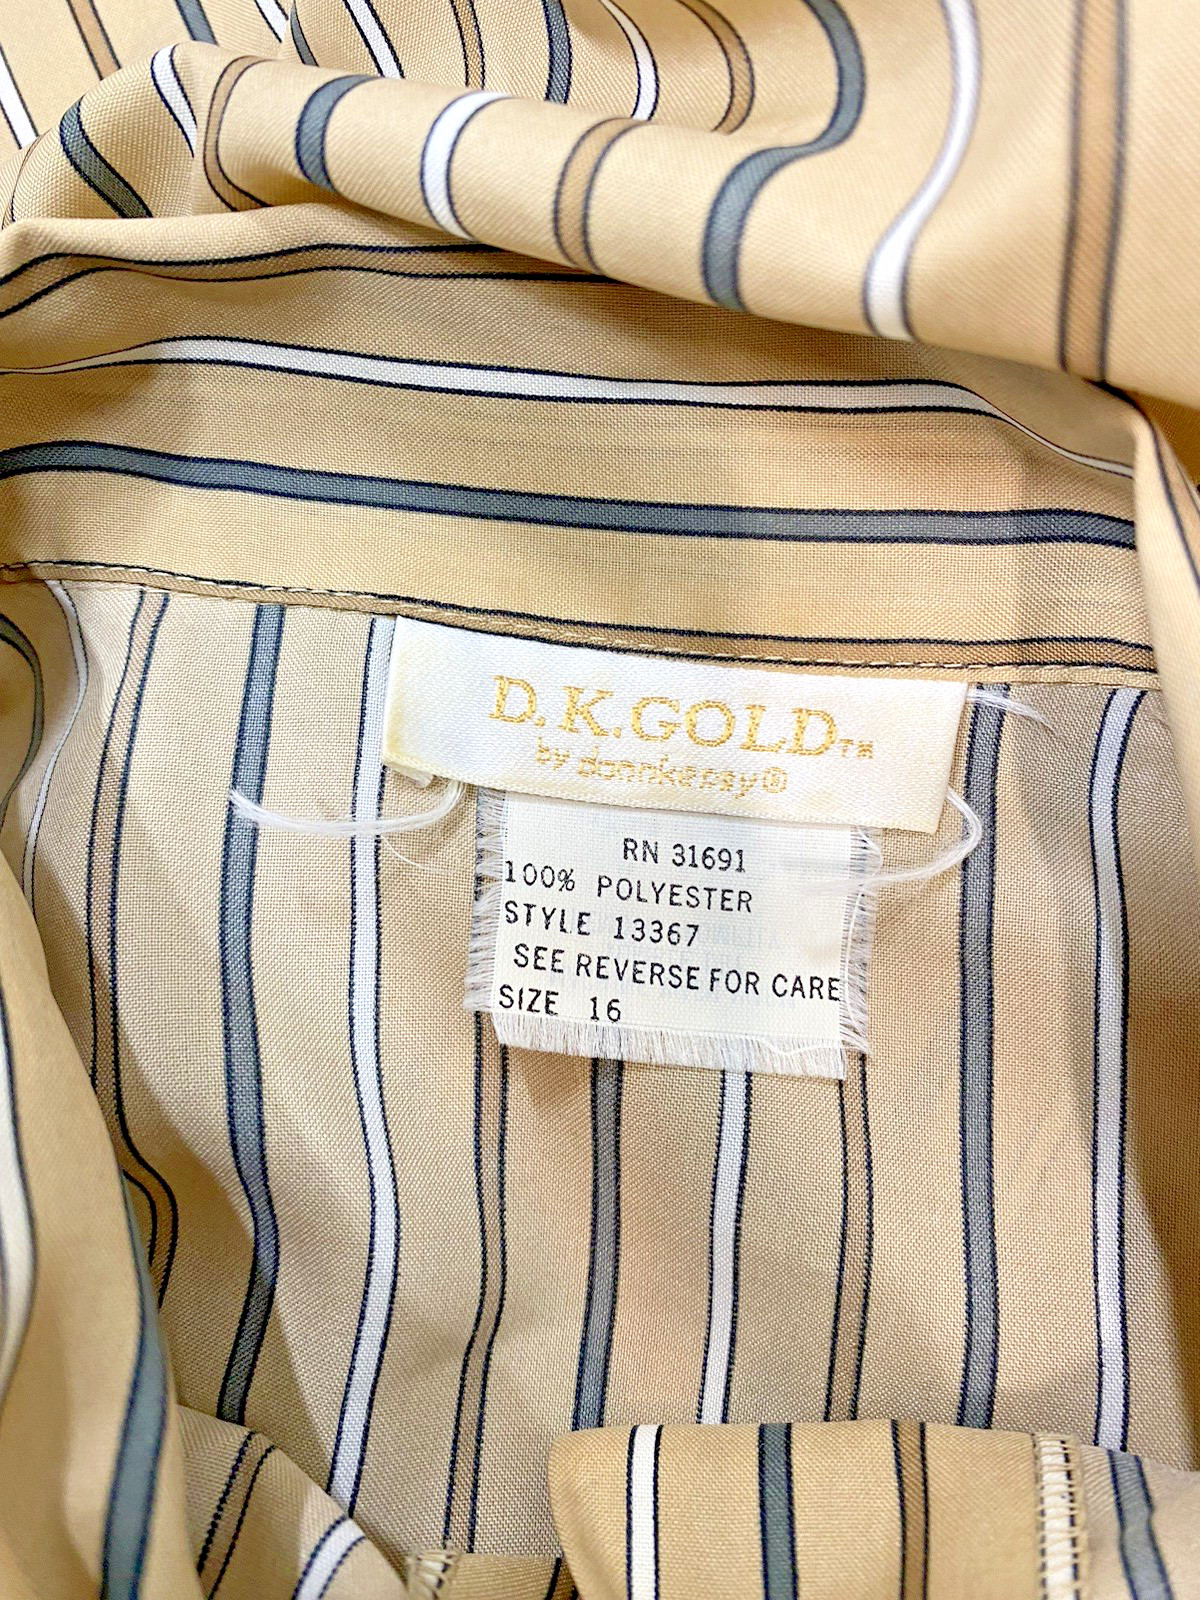 D.K.GOLD™
by donnkenny®
RN 31691
100% POLYESTER
STYLE 13367
SEE REVERSE FOR CARE
SIZE 16